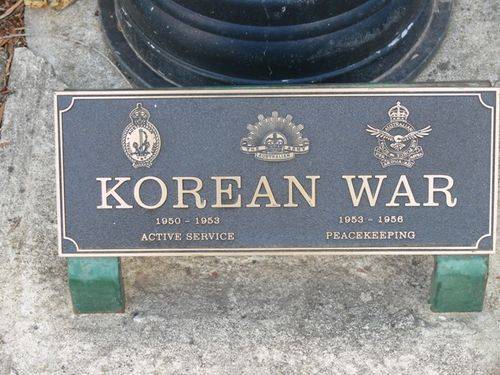 KOREAN WAR
1950 - 1953 1953 - 1956
ACTIVE SERVICE PEACEKEEPING